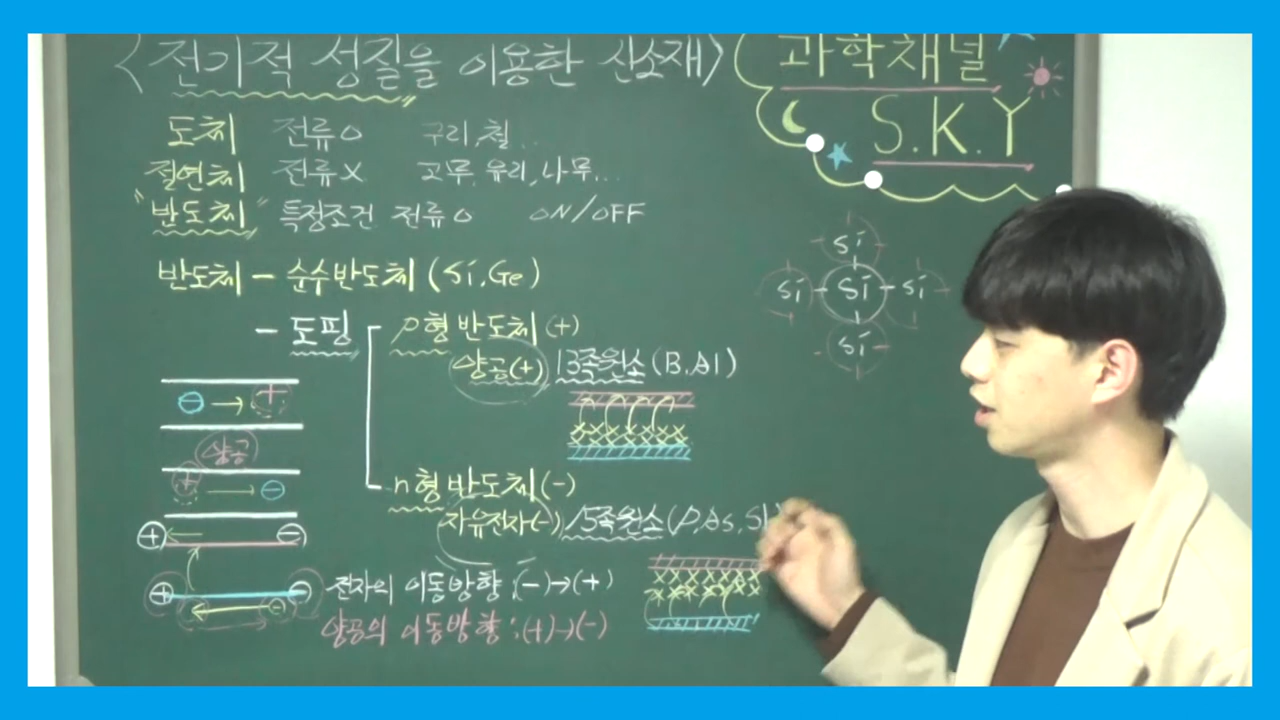 <전기적 성질을 이용한 신소재>
과학채널
S.K.Y
도체 전류O 구리,철...
절연체 전류X 고무,유리,나무...
"반도체" 특정조건 전류O ON/OFF
반도체 - 순수반도체 (Si,Ge)
- 도핑
p형 반도체(+)
양공(+) 13족원소(B,Al)
n형 반도체(-)
자유전자(-) 15족원소(P,As,Sb)
전자의 이동방향:(-)→(+)
양공의 이동방향:(+)→(-)
⊖ → +
양공
+ → ⊖
⊕ ← ⊖
⊕ ⊖
← ⊖
Si
Si - Si - Si
Si